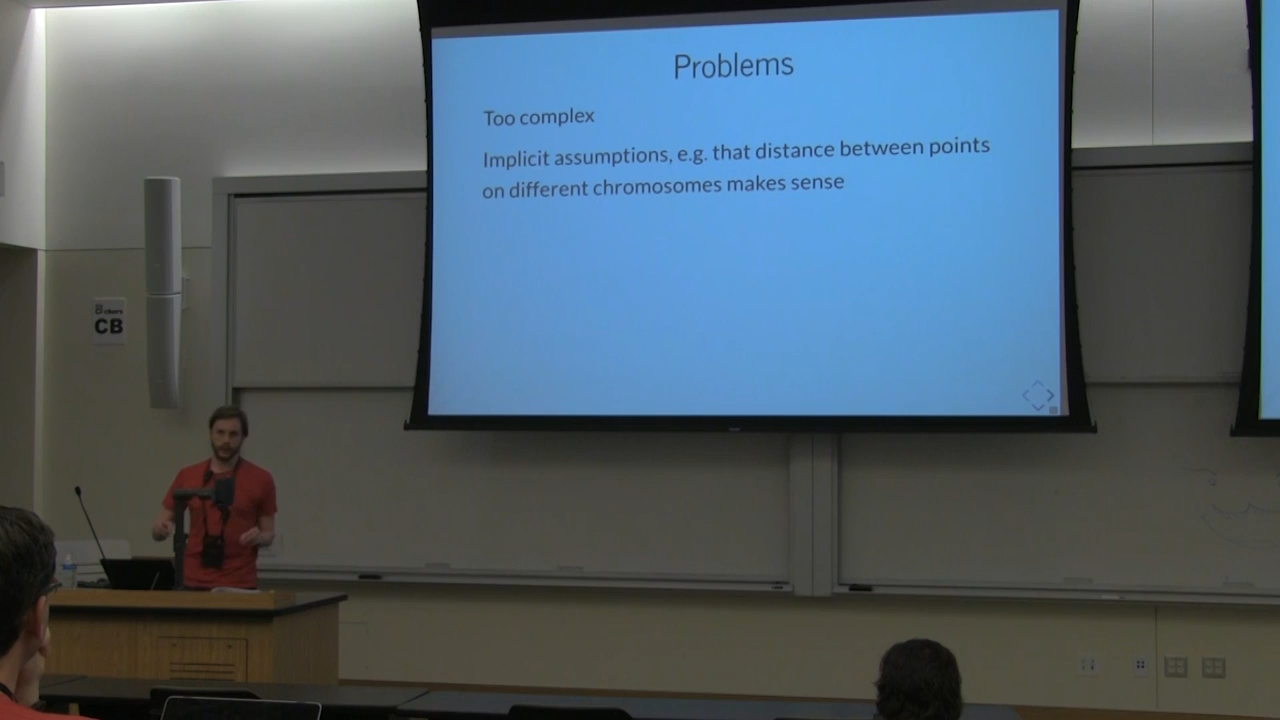 Problems
Too complex
Implicit assumptions, e.g. that distance between points
on different chromosomes makes sense
CB